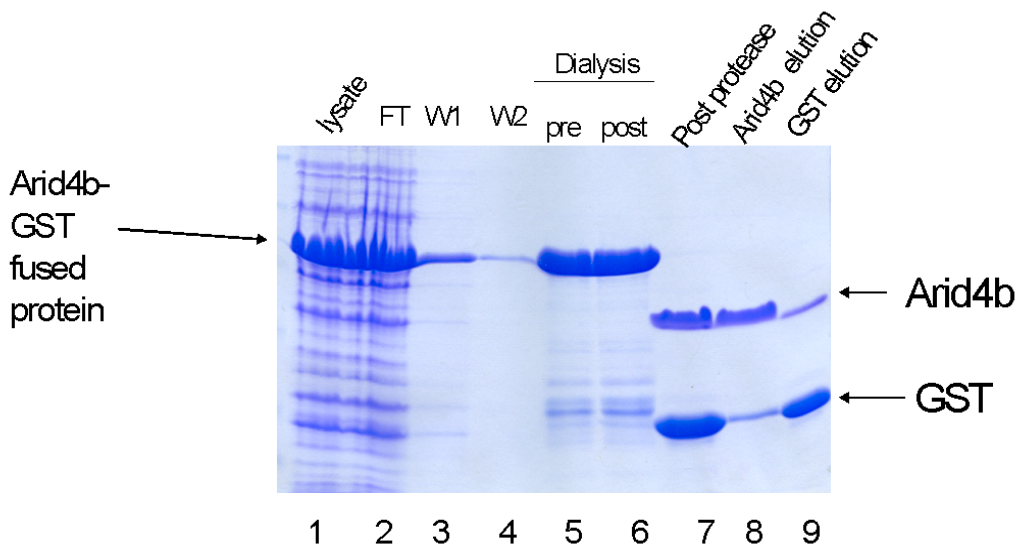 Dialysis
lysate
FT
W1
W2
pre
post
Post protease
Arid4b elution
GST elution
Arid4b-
GST
fused
protein
Arid4b
GST
1 2 3 4 5 6 7 8 9